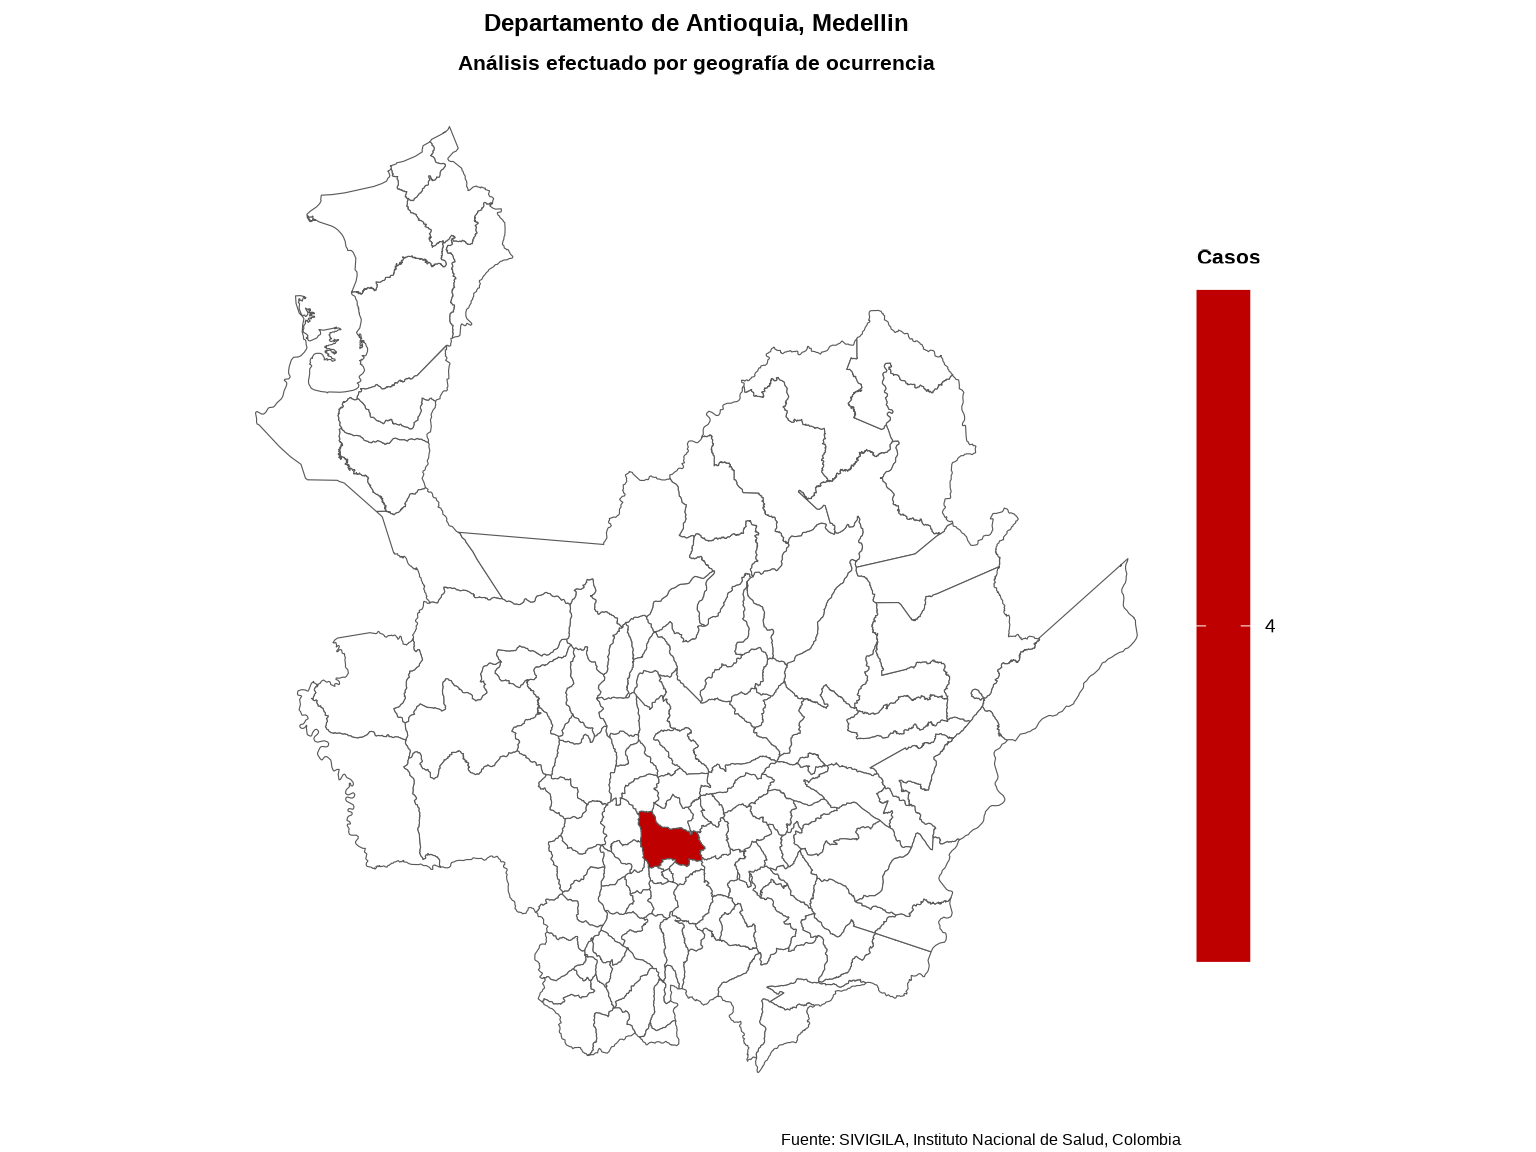 Departamento de Antioquia, Medellin
Análisis efectuado por geografía de ocurrencia
Casos
4
Fuente: SIVIGILA, Instituto Nacional de Salud, Colombia